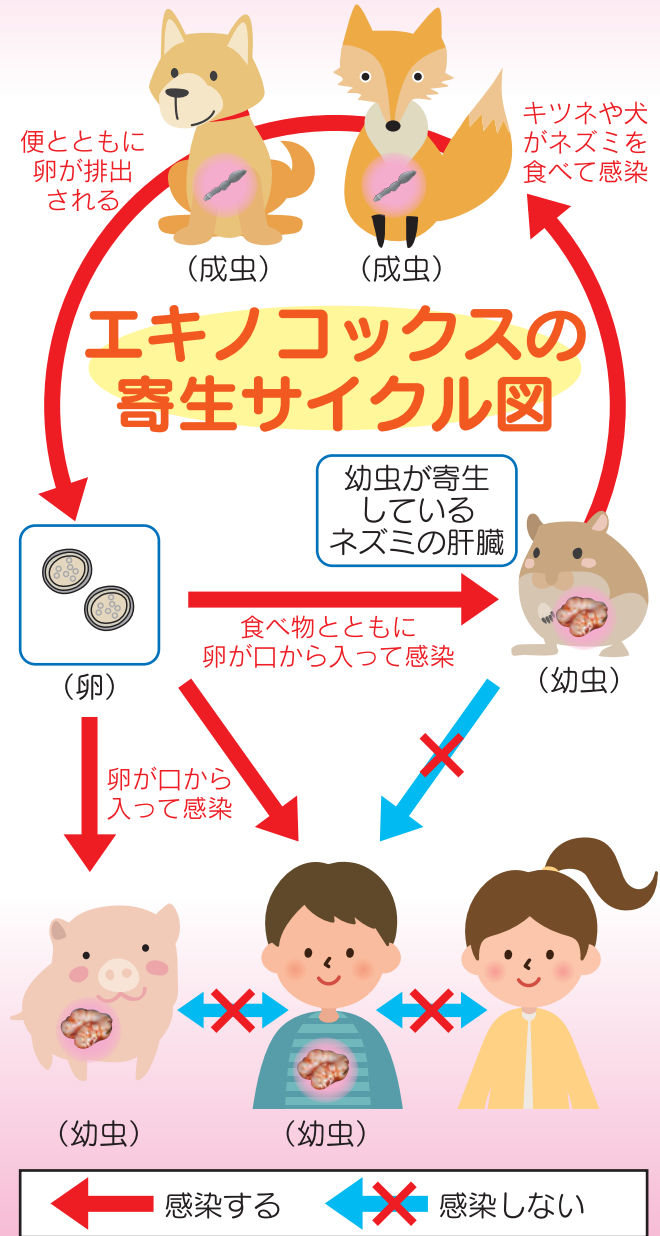 便とともに
卵が排出
される
キツネや犬
がネズミを
食べて感染
（成虫）
（成虫）
エキノコックスの
寄生サイクル図
幼虫が寄生
している
ネズミの肝臓
食べ物とともに
卵が口から入って感染
（卵）
（幼虫）
卵が口から
入って感染
（幼虫）
（幼虫）
感染する
感染しない